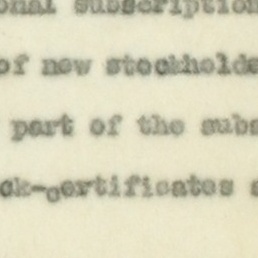 onal subscription
of new stockholde
part of the subs
ck-certificates s